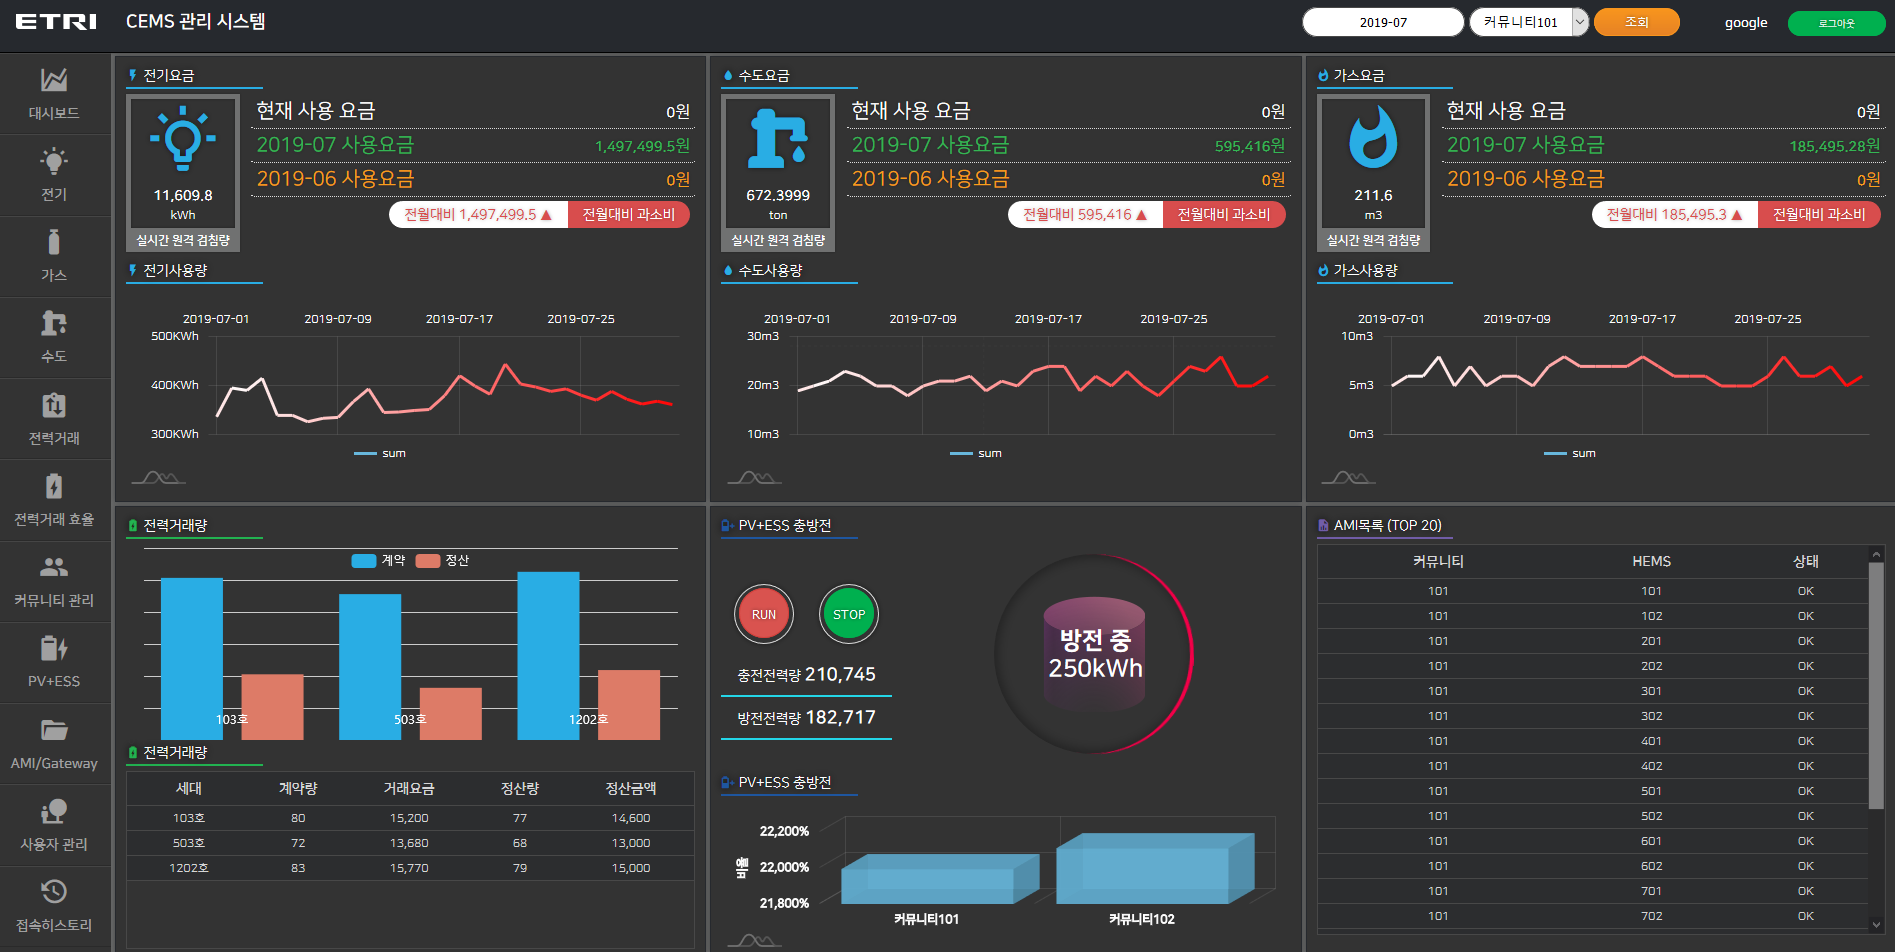 ETRI
CEMS 관리 시스템
2019-07
커뮤니티101
조회
google
로그아웃
대시보드
전기
가스
수도
전력거래
전력거래 효율
커뮤니티 관리
PV+ESS
AMI/Gateway
사용자 관리
접속히스토리
전기요금
11,609.8
kWh
실시간 원격 검침량
현재 사용 요금 0원
2019-07 사용요금 1,497,499.5원
2019-06 사용요금 0원
전월대비 1,497,499.5 ▲ 전월대비 과소비
전기사용량
2019-07-01 2019-07-09 2019-07-17 2019-07-25
500KWh
400KWh
300KWh
sum
수도요금
672.3999
ton
실시간 원격 검침량
현재 사용 요금 0원
2019-07 사용요금 595,416원
2019-06 사용요금 0원
전월대비 595,416 ▲ 전월대비 과소비
수도사용량
2019-07-01 2019-07-09 2019-07-17 2019-07-25
30m3
20m3
10m3
sum
가스요금
211.6
m3
실시간 원격 검침량
현재 사용 요금 0원
2019-07 사용요금 185,495.28원
2019-06 사용요금 0원
전월대비 185,495.3 ▲ 전월대비 과소비
가스사용량
2019-07-01 2019-07-09 2019-07-17 2019-07-25
10m3
5m3
0m3
sum
전력거래량
계약 정산
103호 503호 1202호
전력거래량
세대 계약량 거래요금 정산량 정산금액
103호 80 15,200 77 14,600
503호 72 13,680 68 13,000
1202호 83 15,770 79 15,000
PV+ESS 충방전
RUN STOP
충전전력량 210,745
방전전력량 182,717
방전 중
250kWh
PV+ESS 충방전
비율
22,200%
22,000%
21,800%
커뮤니티101 커뮤니티102
AMI목록 (TOP 20)
커뮤니티 HEMS 상태
101 101 OK
101 102 OK
101 201 OK
101 202 OK
101 301 OK
101 302 OK
101 401 OK
101 402 OK
101 501 OK
101 502 OK
101 601 OK
101 602 OK
101 701 OK
101 702 OK